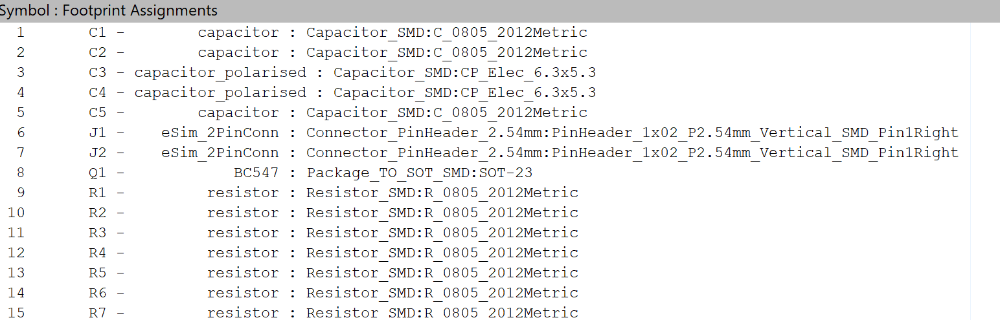 Symbol : Footprint Assignments
1 C1 - capacitor : Capacitor_SMD:C_0805_2012Metric
2 C2 - capacitor : Capacitor_SMD:C_0805_2012Metric
3 C3 - capacitor_polarised : Capacitor_SMD:CP_Elec_6.3x5.3
4 C4 - capacitor_polarised : Capacitor_SMD:CP_Elec_6.3x5.3
5 C5 - capacitor : Capacitor_SMD:C_0805_2012Metric
6 J1 - eSim_2PinConn : Connector_PinHeader_2.54mm:PinHeader_1x02_P2.54mm_Vertical_SMD_Pin1Right
7 J2 - eSim_2PinConn : Connector_PinHeader_2.54mm:PinHeader_1x02_P2.54mm_Vertical_SMD_Pin1Right
8 Q1 - BC547 : Package_TO_SOT_SMD:SOT-23
9 R1 - resistor : Resistor_SMD:R_0805_2012Metric
10 R2 - resistor : Resistor_SMD:R_0805_2012Metric
11 R3 - resistor : Resistor_SMD:R_0805_2012Metric
12 R4 - resistor : Resistor_SMD:R_0805_2012Metric
13 R5 - resistor : Resistor_SMD:R_0805_2012Metric
14 R6 - resistor : Resistor_SMD:R_0805_2012Metric
15 R7 - resistor : Resistor_SMD:R_0805_2012Metric